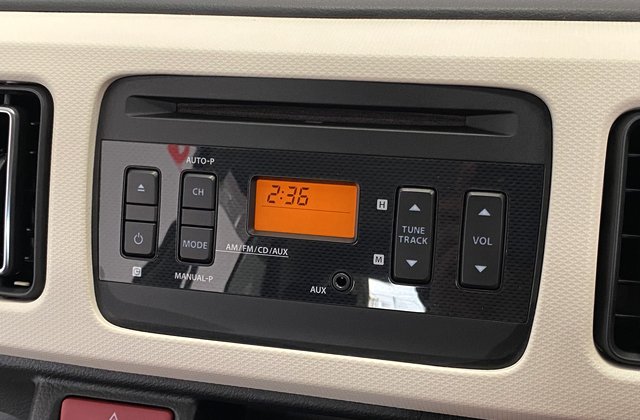 AUTO-P
CH
MODE
MANUAL-P
G
AM/FM/CD/AUX
2:36
H
M
AUX
TUNE
TRACK
VOL